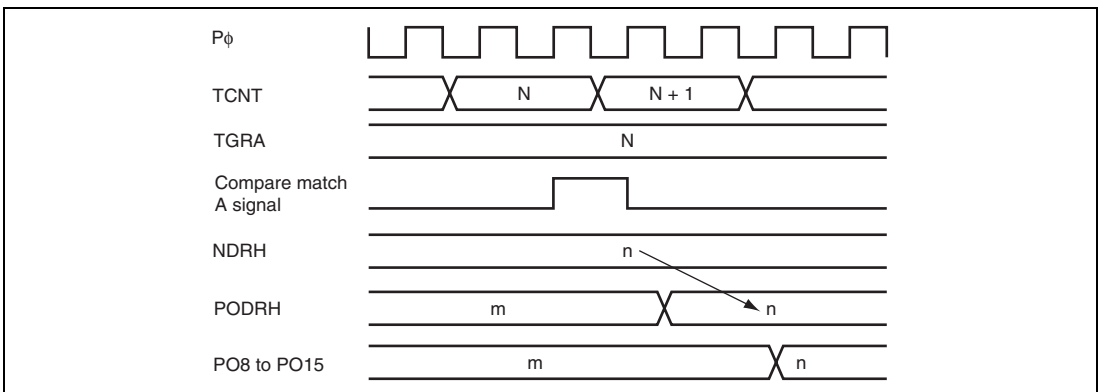 Pφ
TCNT N N + 1
TGRA N
Compare match
A signal
NDRH n
PODRH m n
PO8 to PO15 m n